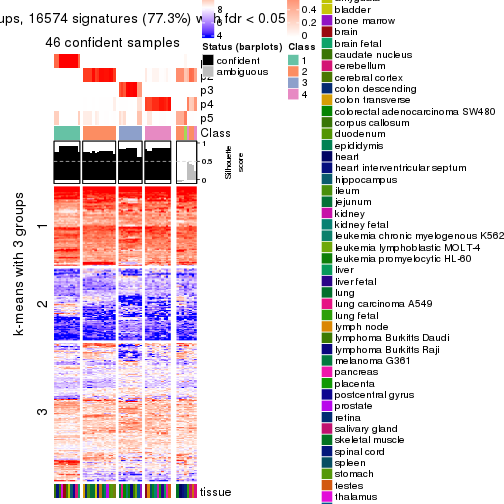 ups, 16574 signatures (77.3%) with fdr < 0.05
46 confident samples
p2
p3
p4
p5
Class
1
0.5
0
Silhouette
score
k-means with 3 groups
1
2
3
tissue
8
6
4
0.4
0.2
0
Status (barplots)
confident
ambiguous
Class
1
2
3
4
bladder
bone marrow
brain
brain fetal
caudate nucleus
cerebellum
cerebral cortex
colon descending
colon transverse
colorectal adenocarcinoma SW480
corpus callosum
duodenum
epididymis
heart
heart interventricular septum
hippocampus
ileum
jejunum
kidney
kidney fetal
leukemia chronic myelogenous K562
leukemia lymphoblastic MOLT-4
leukemia promyelocytic HL-60
liver
liver fetal
lung
lung carcinoma A549
lung fetal
lymph node
lymphoma Burkitts Daudi
lymphoma Burkitts Raji
melanoma G361
pancreas
placenta
postcentral gyrus
prostate
retina
salivary gland
skeletal muscle
spinal cord
spleen
stomach
testes
thalamus